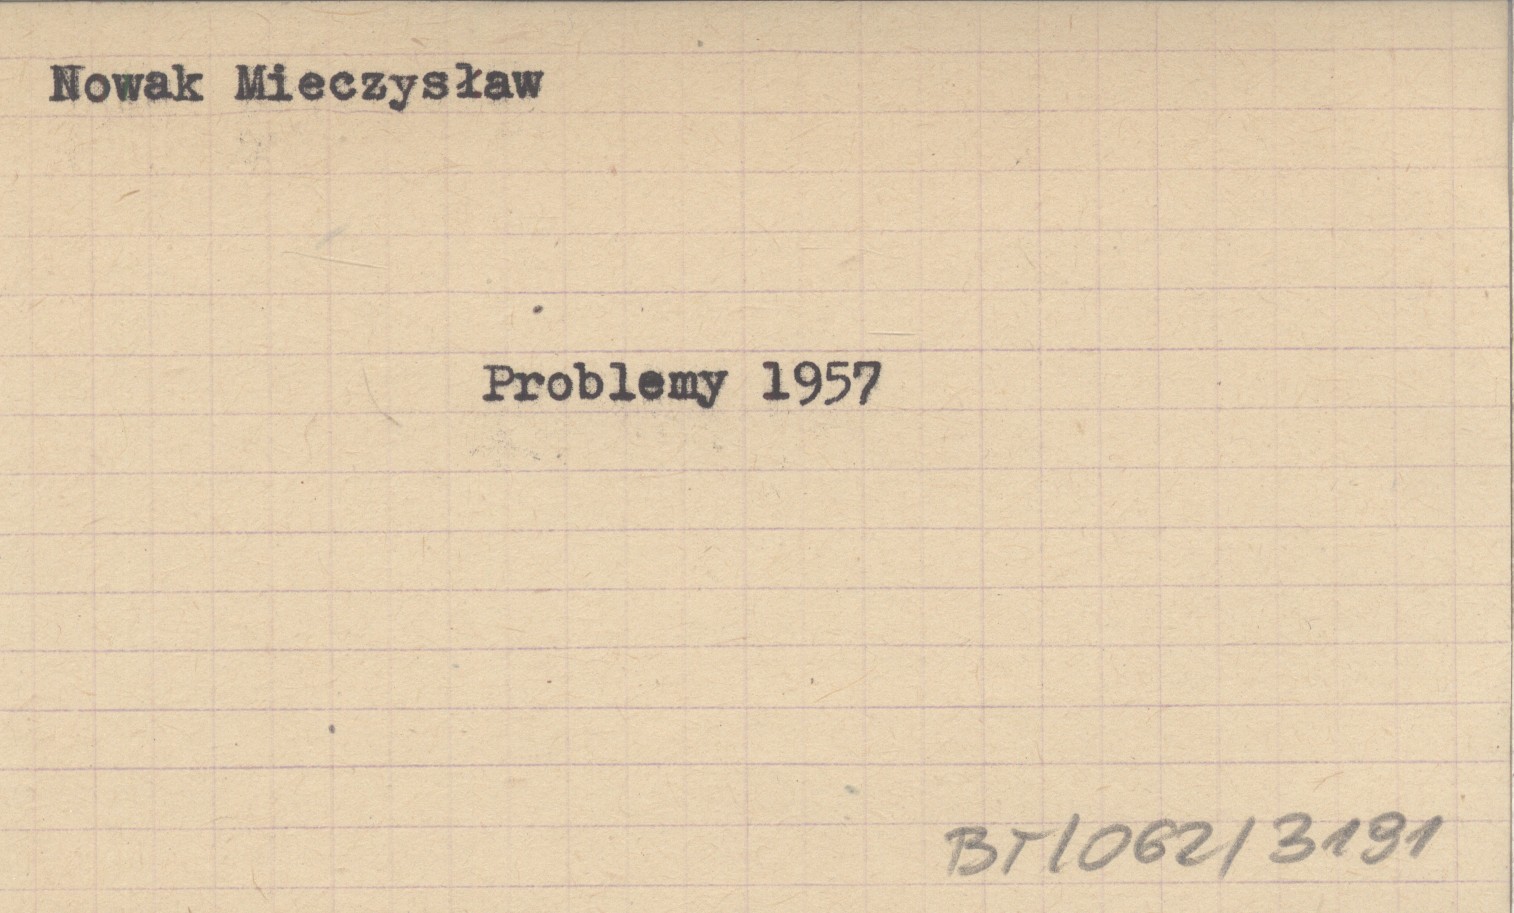 Nowak Mieczysław
Problemy 1957
BT/062/3191